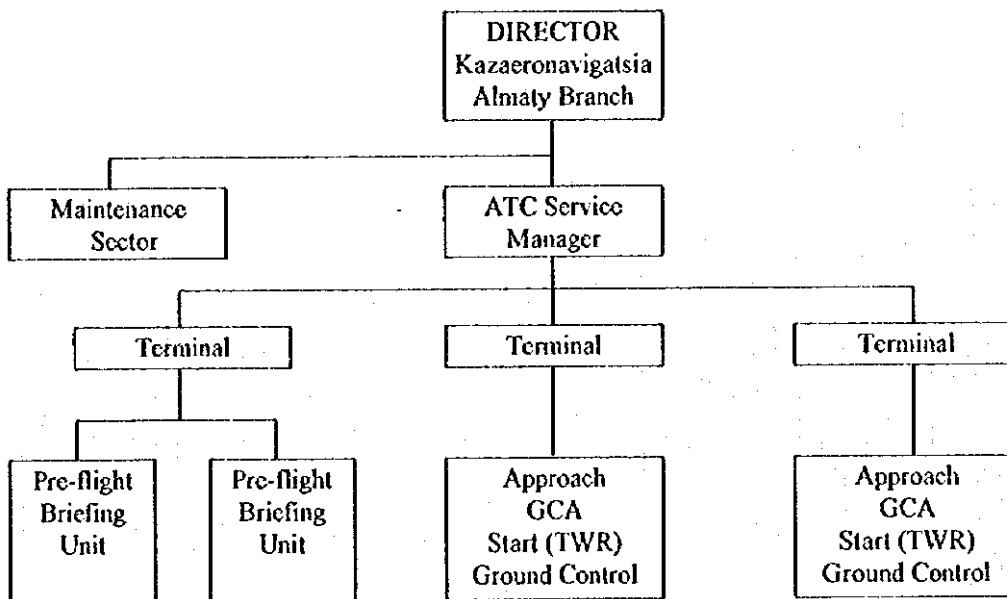 DIRECTOR
Kazaeronavigatsia
Almaty Branch
Maintenance
Sector
ATC Service
Manager
Terminal
Terminal
Terminal
Pre-flight
Briefing
Unit
Pre-flight
Briefing
Unit
Approach
GCA
Start (TWR)
Ground Control
Approach
GCA
Start (TWR)
Ground Control